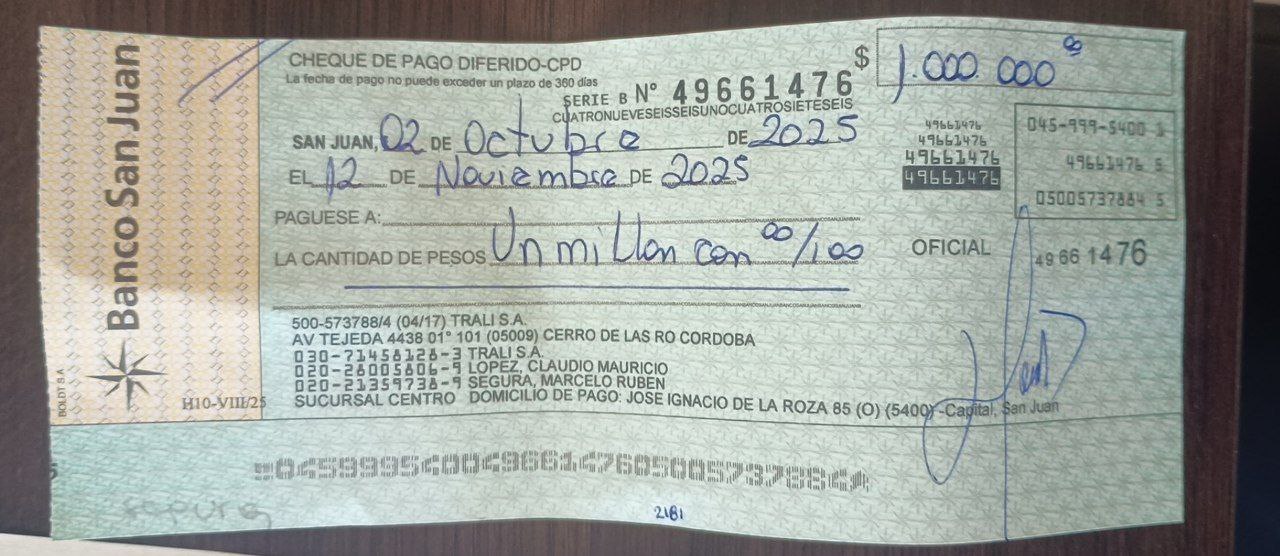 Banco San Juan
BOLDT S.A
H10-VIII/25
CHEQUE DE PAGO DIFERIDO-CPD
La fecha de pago no puede exceder un plazo de 360 días
SERIE B Nº 49661476
CUATRONUEVESEISSEISUNOCUATROSIETESEIS
$ 1.000.000 00
SAN JUAN, 02 DE Octubre DE 2025
EL 12 DE Noviembre DE 2025
49661476
49661476
49661476
49661476
045-999-5400 1
49661476 5
05005737884 5
PAGUESE A:
LA CANTIDAD DE PESOS Un millon con 00/100
OFICIAL
49 66 1476
500-573788/4 (04/17) TRALI S.A.
AV TEJEDA 4438 01° 101 (05009) CERRO DE LAS RO CORDOBA
030-71458128-3 TRALI S.A.
020-28005806-9 LOPEZ, CLAUDIO MAURICIO
020-21359738-9 SEGURA, MARCELO RUBEN
SUCURSAL CENTRO DOMICILIO DE PAGO: JOSE IGNACIO DE LA ROZA 85 (O) (5400) -Capital, San Juan
04599954004966147605005737884
2181